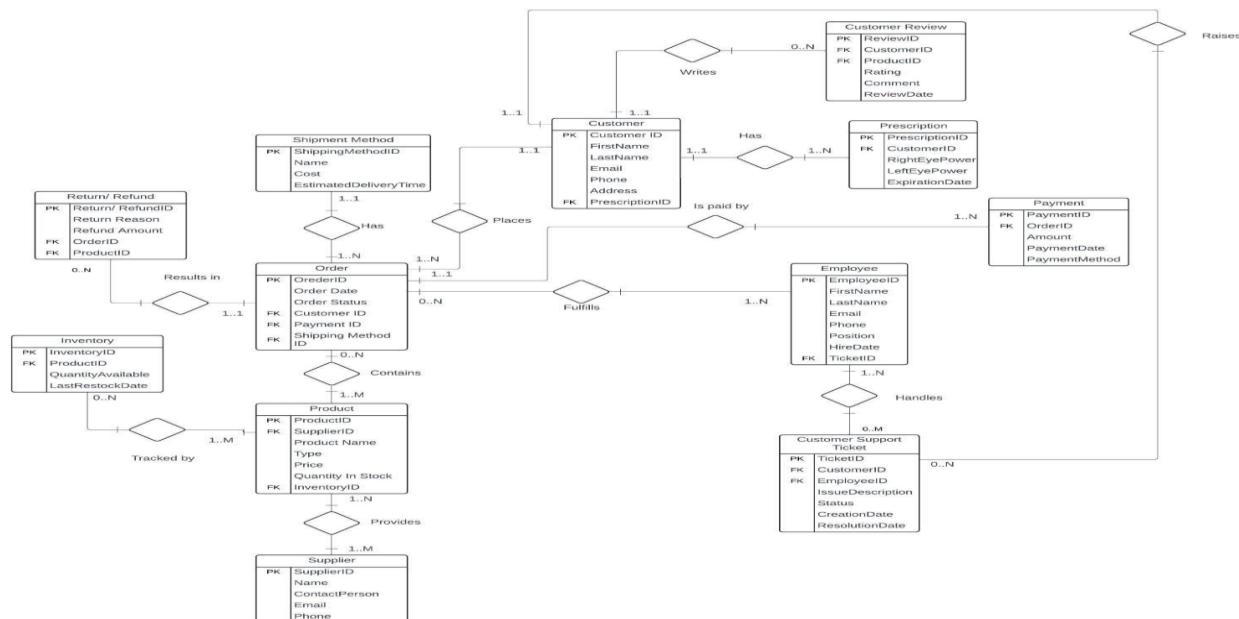 Customer Review
PK ReviewID
FK CustomerID
FK ProductID
Rating
Comment
ReviewDate
0..N
Writes
Raises
1..1
1..1
Customer
PK Customer ID
FirstName
LastName
Email
Phone
Address
FK PrescriptionID
1..1
1..1
Has
1..N
Prescription
PK PrescriptionID
FK CustomerID
RightEyePower
LeftEyePower
ExpirationDate
Shipment Method
PK ShippingMethodID
Name
Cost
EstimatedDeliveryTime
1..1
Has
1..N
Places
1..N
Is paid by
1..1
1..N
Payment
PK PaymentID
FK OrderID
Amount
PaymentDate
PaymentMethod
Return/ Refund
PK Return/ RefundID
Return Reason
Refund Amount
FK OrderID
FK ProductID
0..N
Results in
1..1
Order
PK OrederID
Order Date
Order Status
FK Customer ID
FK Payment ID
FK Shipping Method
ID
0..N
Fulfills
1..N
Employee
PK EmployeeID
FirstName
LastName
Email
Phone
Position
HireDate
FK TicketID
1..N
Handles
0..M
Inventory
PK InventoryID
FK ProductID
QuantityAvailable
LastRestockDate
0..N
Tracked by
1..M
0..N
Contains
1..M
Product
PK ProductID
FK SupplierID
Product Name
Type
Price
Quantity In Stock
FK InventoryID
1..N
Provides
1..M
Customer Support
Ticket
PK TicketID
FK CustomerID
FK EmployeeID
IssueDescription
Status
CreationDate
ResolutionDate
0..N
Supplier
PK SupplierID
Name
ContactPerson
Email
Phone